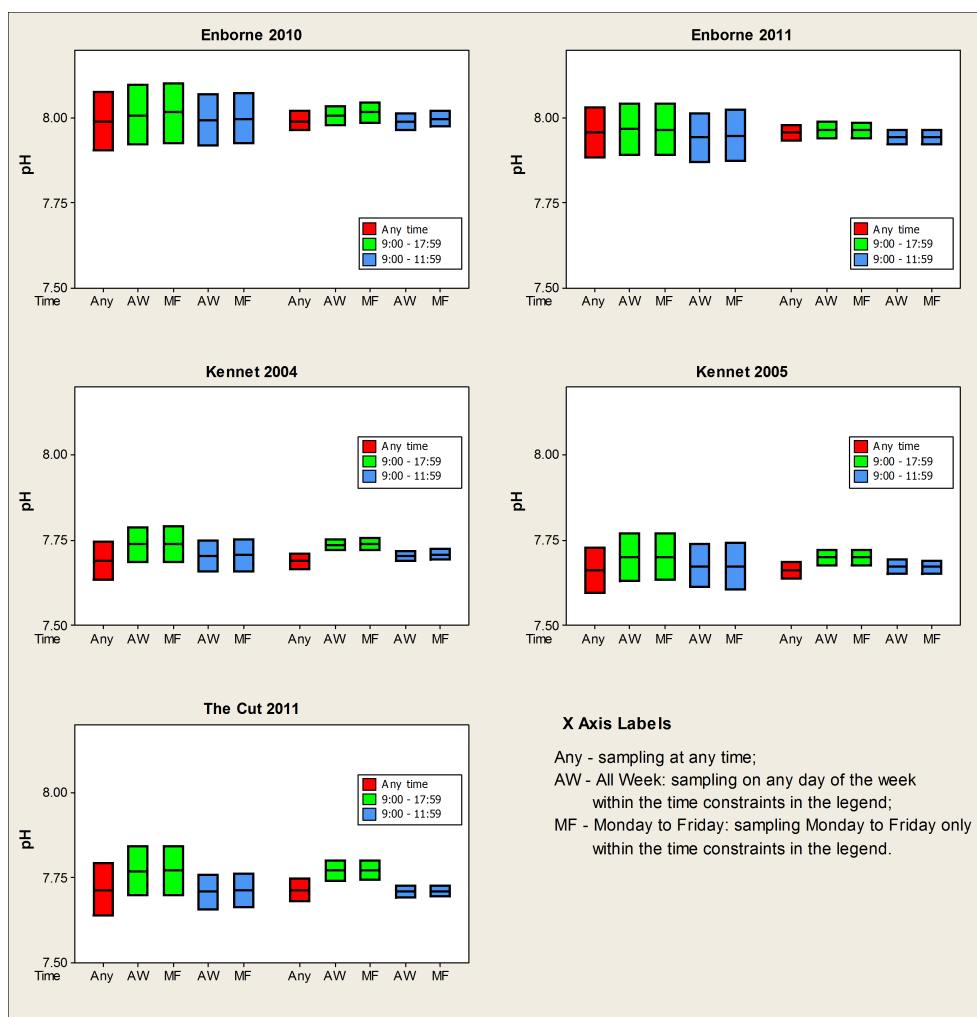 Enborne 2010
8.00
7.75
7.50
pH
Any time
9:00 - 17:59
9:00 - 11:59
Time Any AW MF AW MF Any AW MF AW MF
Enborne 2011
8.00
7.75
7.50
pH
Any time
9:00 - 17:59
9:00 - 11:59
Time Any AW MF AW MF Any AW MF AW MF
Kennet 2004
8.00
7.75
7.50
pH
Any time
9:00 - 17:59
9:00 - 11:59
Time Any AW MF AW MF Any AW MF AW MF
Kennet 2005
8.00
7.75
7.50
pH
Any time
9:00 - 17:59
9:00 - 11:59
Time Any AW MF AW MF Any AW MF AW MF
The Cut 2011
8.00
7.75
7.50
pH
Any time
9:00 - 17:59
9:00 - 11:59
Time Any AW MF AW MF Any AW MF AW MF
X Axis Labels
Any - sampling at any time;
AW - All Week: sampling on any day of the week
within the time constraints in the legend;
MF - Monday to Friday: sampling Monday to Friday only
within the time constraints in the legend.